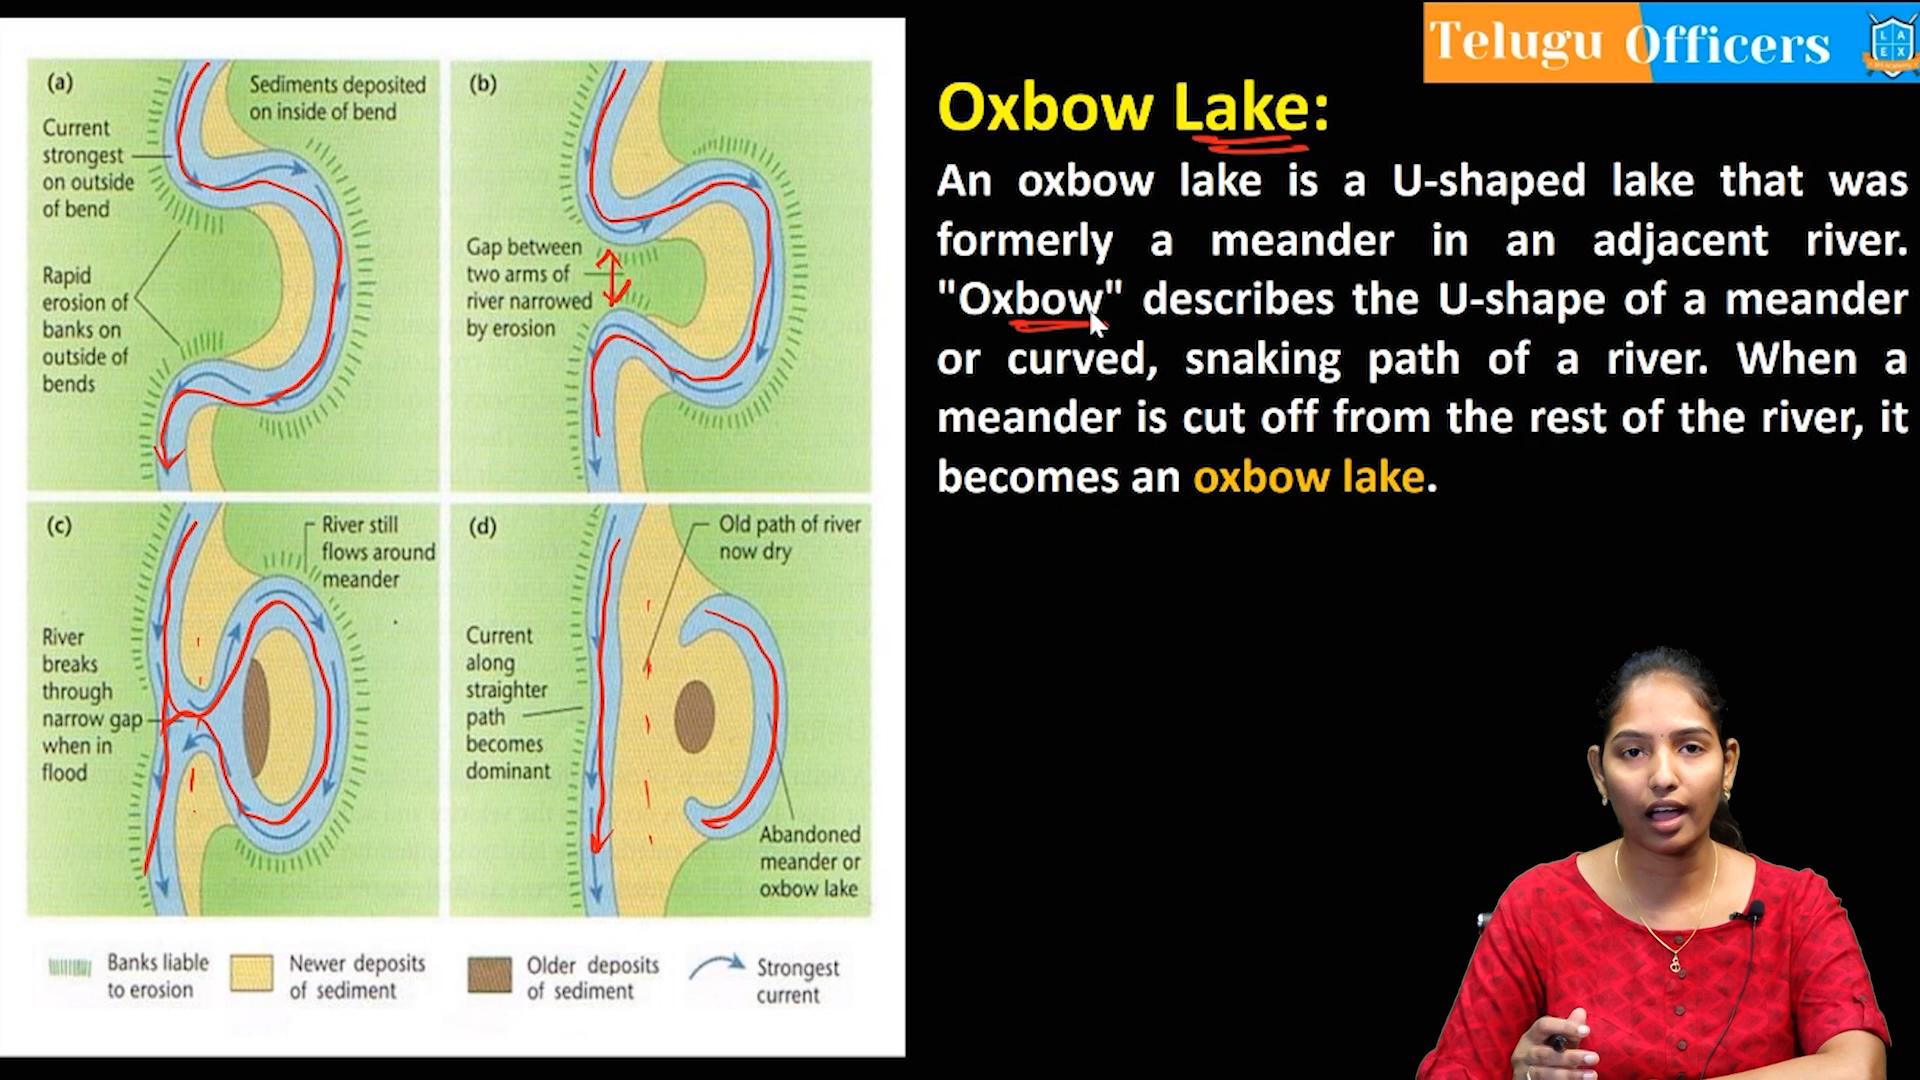 Telugu Officers
L A
E X
Oxbow Lake:
An oxbow lake is a U-shaped lake that was
formerly a meander in an adjacent river.
"Oxbow" describes the U-shape of a meander
or curved, snaking path of a river. When a
meander is cut off from the rest of the river, it
becomes an oxbow lake.
(a)
Sediments deposited
on inside of bend
Current
strongest
on outside
of bend
Rapid
erosion of
banks on
outside of
bends
(b)
Gap between
two arms of
river narrowed
by erosion
(c)
River still
flows around
meander
River
breaks
through
narrow gap
when in
flood
(d)
Old path of river
now dry
Current
along
straighter
path
becomes
dominant
Abandoned
meander or
oxbow lake
Banks liable
to erosion
Newer deposits
of sediment
Older deposits
of sediment
Strongest
current